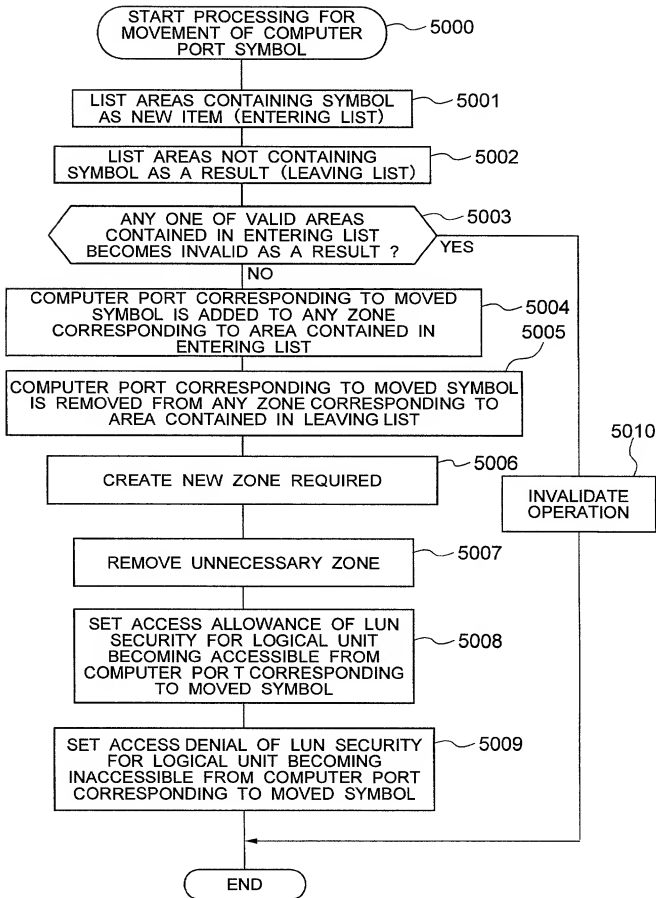 START PROCESSING FOR
MOVEMENT OF COMPUTER
PORT SYMBOL
5000
LIST AREAS CONTAINING SYMBOL
AS NEW ITEM (ENTERING LIST)
5001
LIST AREAS NOT CONTAINING
SYMBOL AS A RESULT (LEAVING LIST)
5002
ANY ONE OF VALID AREAS
CONTAINED IN ENTERING LIST
BECOMES INVALID AS A RESULT ?
5003
YES
NO
COMPUTER PORT CORRESPONDING TO MOVED
SYMBOL IS ADDED TO ANY ZONE
CORRESPONDING TO AREA CONTAINED IN
ENTERING LIST
5004
5005
COMPUTER PORT CORRESPONDING TO MOVED SYMBOL
IS REMOVED FROM ANY ZONE CORRESPONDING TO
AREA CONTAINED IN LEAVING LIST
CREATE NEW ZONE REQUIRED
5006
5010
INVALIDATE
OPERATION
REMOVE UNNECESSARY ZONE
5007
SET ACCESS ALLOWANCE OF LUN
SECURITY FOR LOGICAL UNIT
BECOMING ACCESSIBLE FROM
COMPUTER POR T CORRESPONDING
TO MOVED SYMBOL
5008
SET ACCESS DENIAL OF LUN SECURITY
FOR LOGICAL UNIT BECOMING
INACCESSIBLE FROM COMPUTER PORT
CORRESPONDING TO MOVED SYMBOL
5009
END